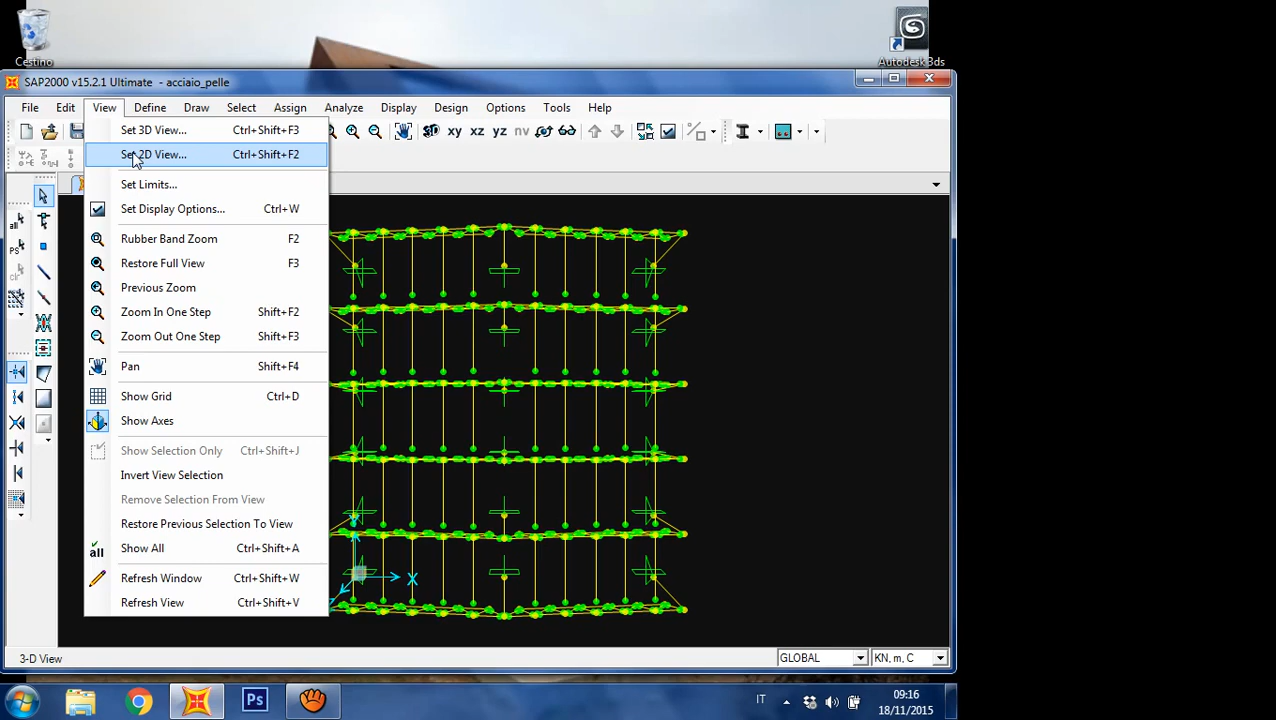 Cestino
Autodesk 3ds
SAP2000 v15.2.1 Ultimate - acciaio_pelle
File Edit View Define Draw Select Assign Analyze Display Design Options Tools Help
3D xy xz yz nv
Set 3D View... Ctrl+Shift+F3
Set 2D View... Ctrl+Shift+F2
Set Limits...
Set Display Options... Ctrl+W
Rubber Band Zoom F2
Restore Full View F3
Previous Zoom
Zoom In One Step Shift+F2
Zoom Out One Step Shift+F3
Pan Shift+F4
Show Grid Ctrl+D
Show Axes
Show Selection Only Ctrl+Shift+J
Invert View Selection
Remove Selection From View
Restore Previous Selection To View
Show All Ctrl+Shift+A
Refresh Window Ctrl+Shift+W
Refresh View Ctrl+Shift+V
all
PS
clr
all
X
3-D View
GLOBAL
KN, m, C
Ps
IT
09:16
18/11/2015